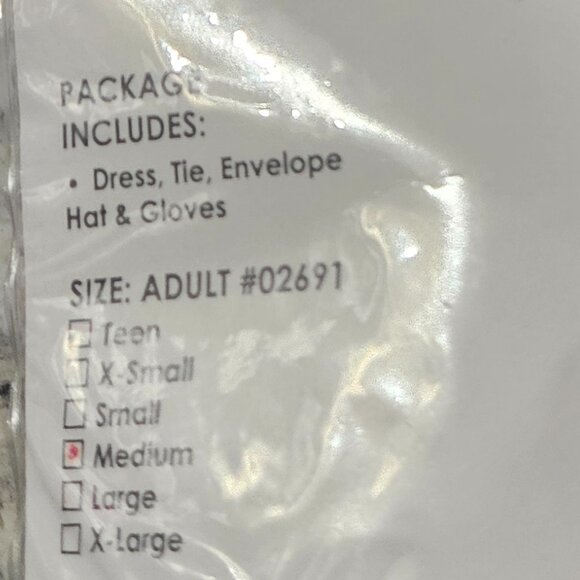 PACKAGE
INCLUDES:
• Dress, Tie, Envelope
Hat & Gloves
SIZE: ADULT #02691
Teen
X-Small
Small
Medium
Large
X-Large